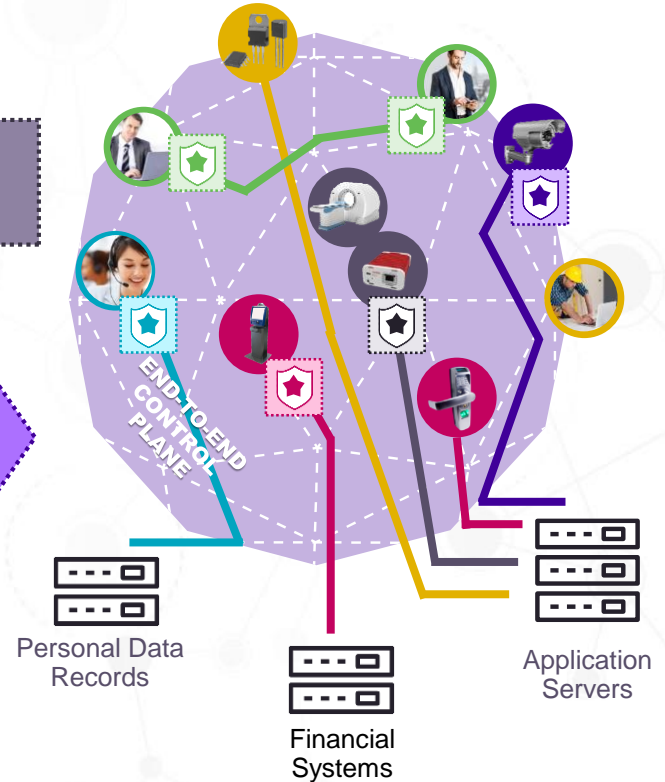 END-TO-END
CONTROL
PLANE
Personal Data
Records
Financial
Systems
Application
Servers